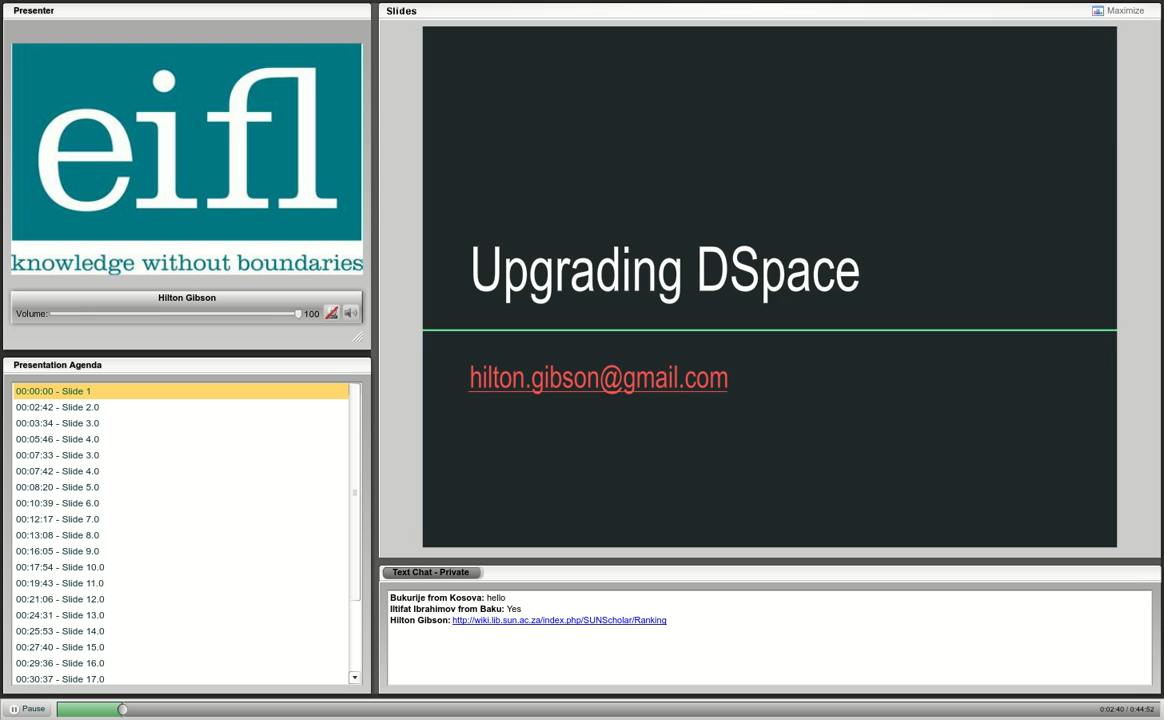 Presenter
eifl
knowledge without boundaries
Hilton Gibson
Volume: 100
Presentation Agenda
00:00:00 - Slide 1
00:02:42 - Slide 2.0
00:03:34 - Slide 3.0
00:05:46 - Slide 4.0
00:07:33 - Slide 3.0
00:07:42 - Slide 4.0
00:08:20 - Slide 5.0
00:10:39 - Slide 6.0
00:12:17 - Slide 7.0
00:13:08 - Slide 8.0
00:16:05 - Slide 9.0
00:17:54 - Slide 10.0
00:19:43 - Slide 11.0
00:21:06 - Slide 12.0
00:24:31 - Slide 13.0
00:25:53 - Slide 14.0
00:27:40 - Slide 15.0
00:29:36 - Slide 16.0
00:30:37 - Slide 17.0
Slides
Maximize
Upgrading DSpace
hilton.gibson@gmail.com
Text Chat - Private
Bukurije from Kosova: hello
Iltifat Ibrahimov from Baku: Yes
Hilton Gibson: http://wiki.lib.sun.ac.za/index.php/SUNScholar/Ranking
Pause
0:02:40 / 0:44:52